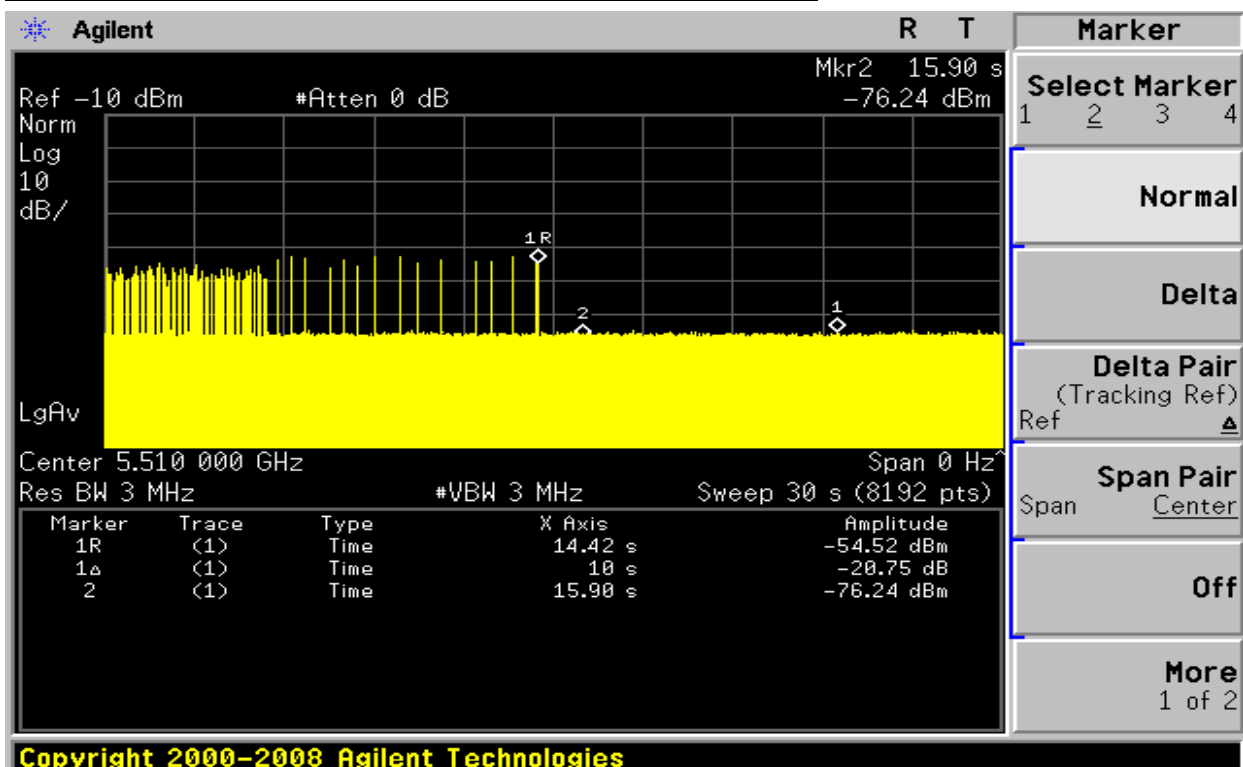 Agilent R T
Marker
Mkr2 15.90 s
Ref −10 dBm #Atten 0 dB −76.24 dBm
Norm
Log
10
dB/
1R
2
1
LgAv
Center 5.510 000 GHz Span 0 Hz^
Res BW 3 MHz #VBW 3 MHz Sweep 30 s (8192 pts)
Marker Trace Type X Axis Amplitude
1R (1) Time 14.42 s −54.52 dBm
1Δ (1) Time 10 s −20.75 dB
2 (1) Time 15.90 s −76.24 dBm
Select Marker
1 2 3 4
Normal
Delta
Delta Pair
(Tracking Ref)
Ref Δ
Span Pair
Span Center
Off
More
1 of 2
Copyright 2000–2008 Agilent Technologies